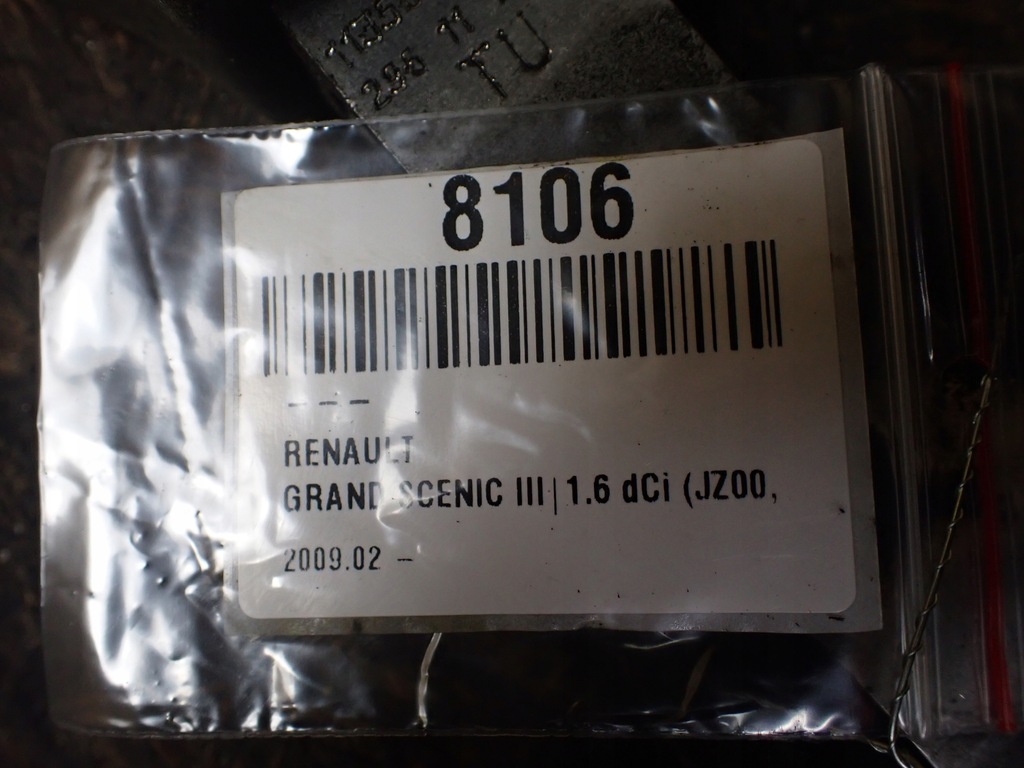 TU
8106
- - -
RENAULT
GRAND SCENIC III | 1.6 dCi (JZ00,
2009.02 -